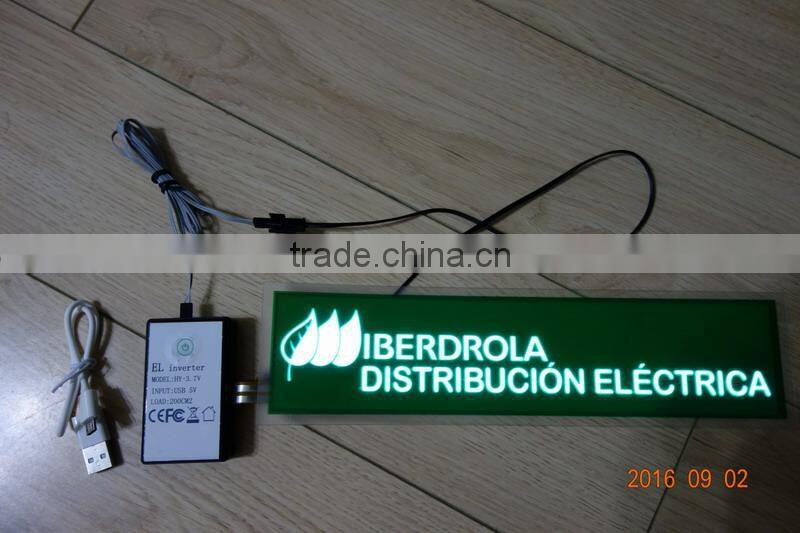 trade.china.cn
IBERDROLA
DISTRIBUCIÓN ELÉCTRICA
EL inverter
MODEL:HY-3.7V
INPUT:USB 5V
LOAD:200CM2
CE FC
2016 09 02